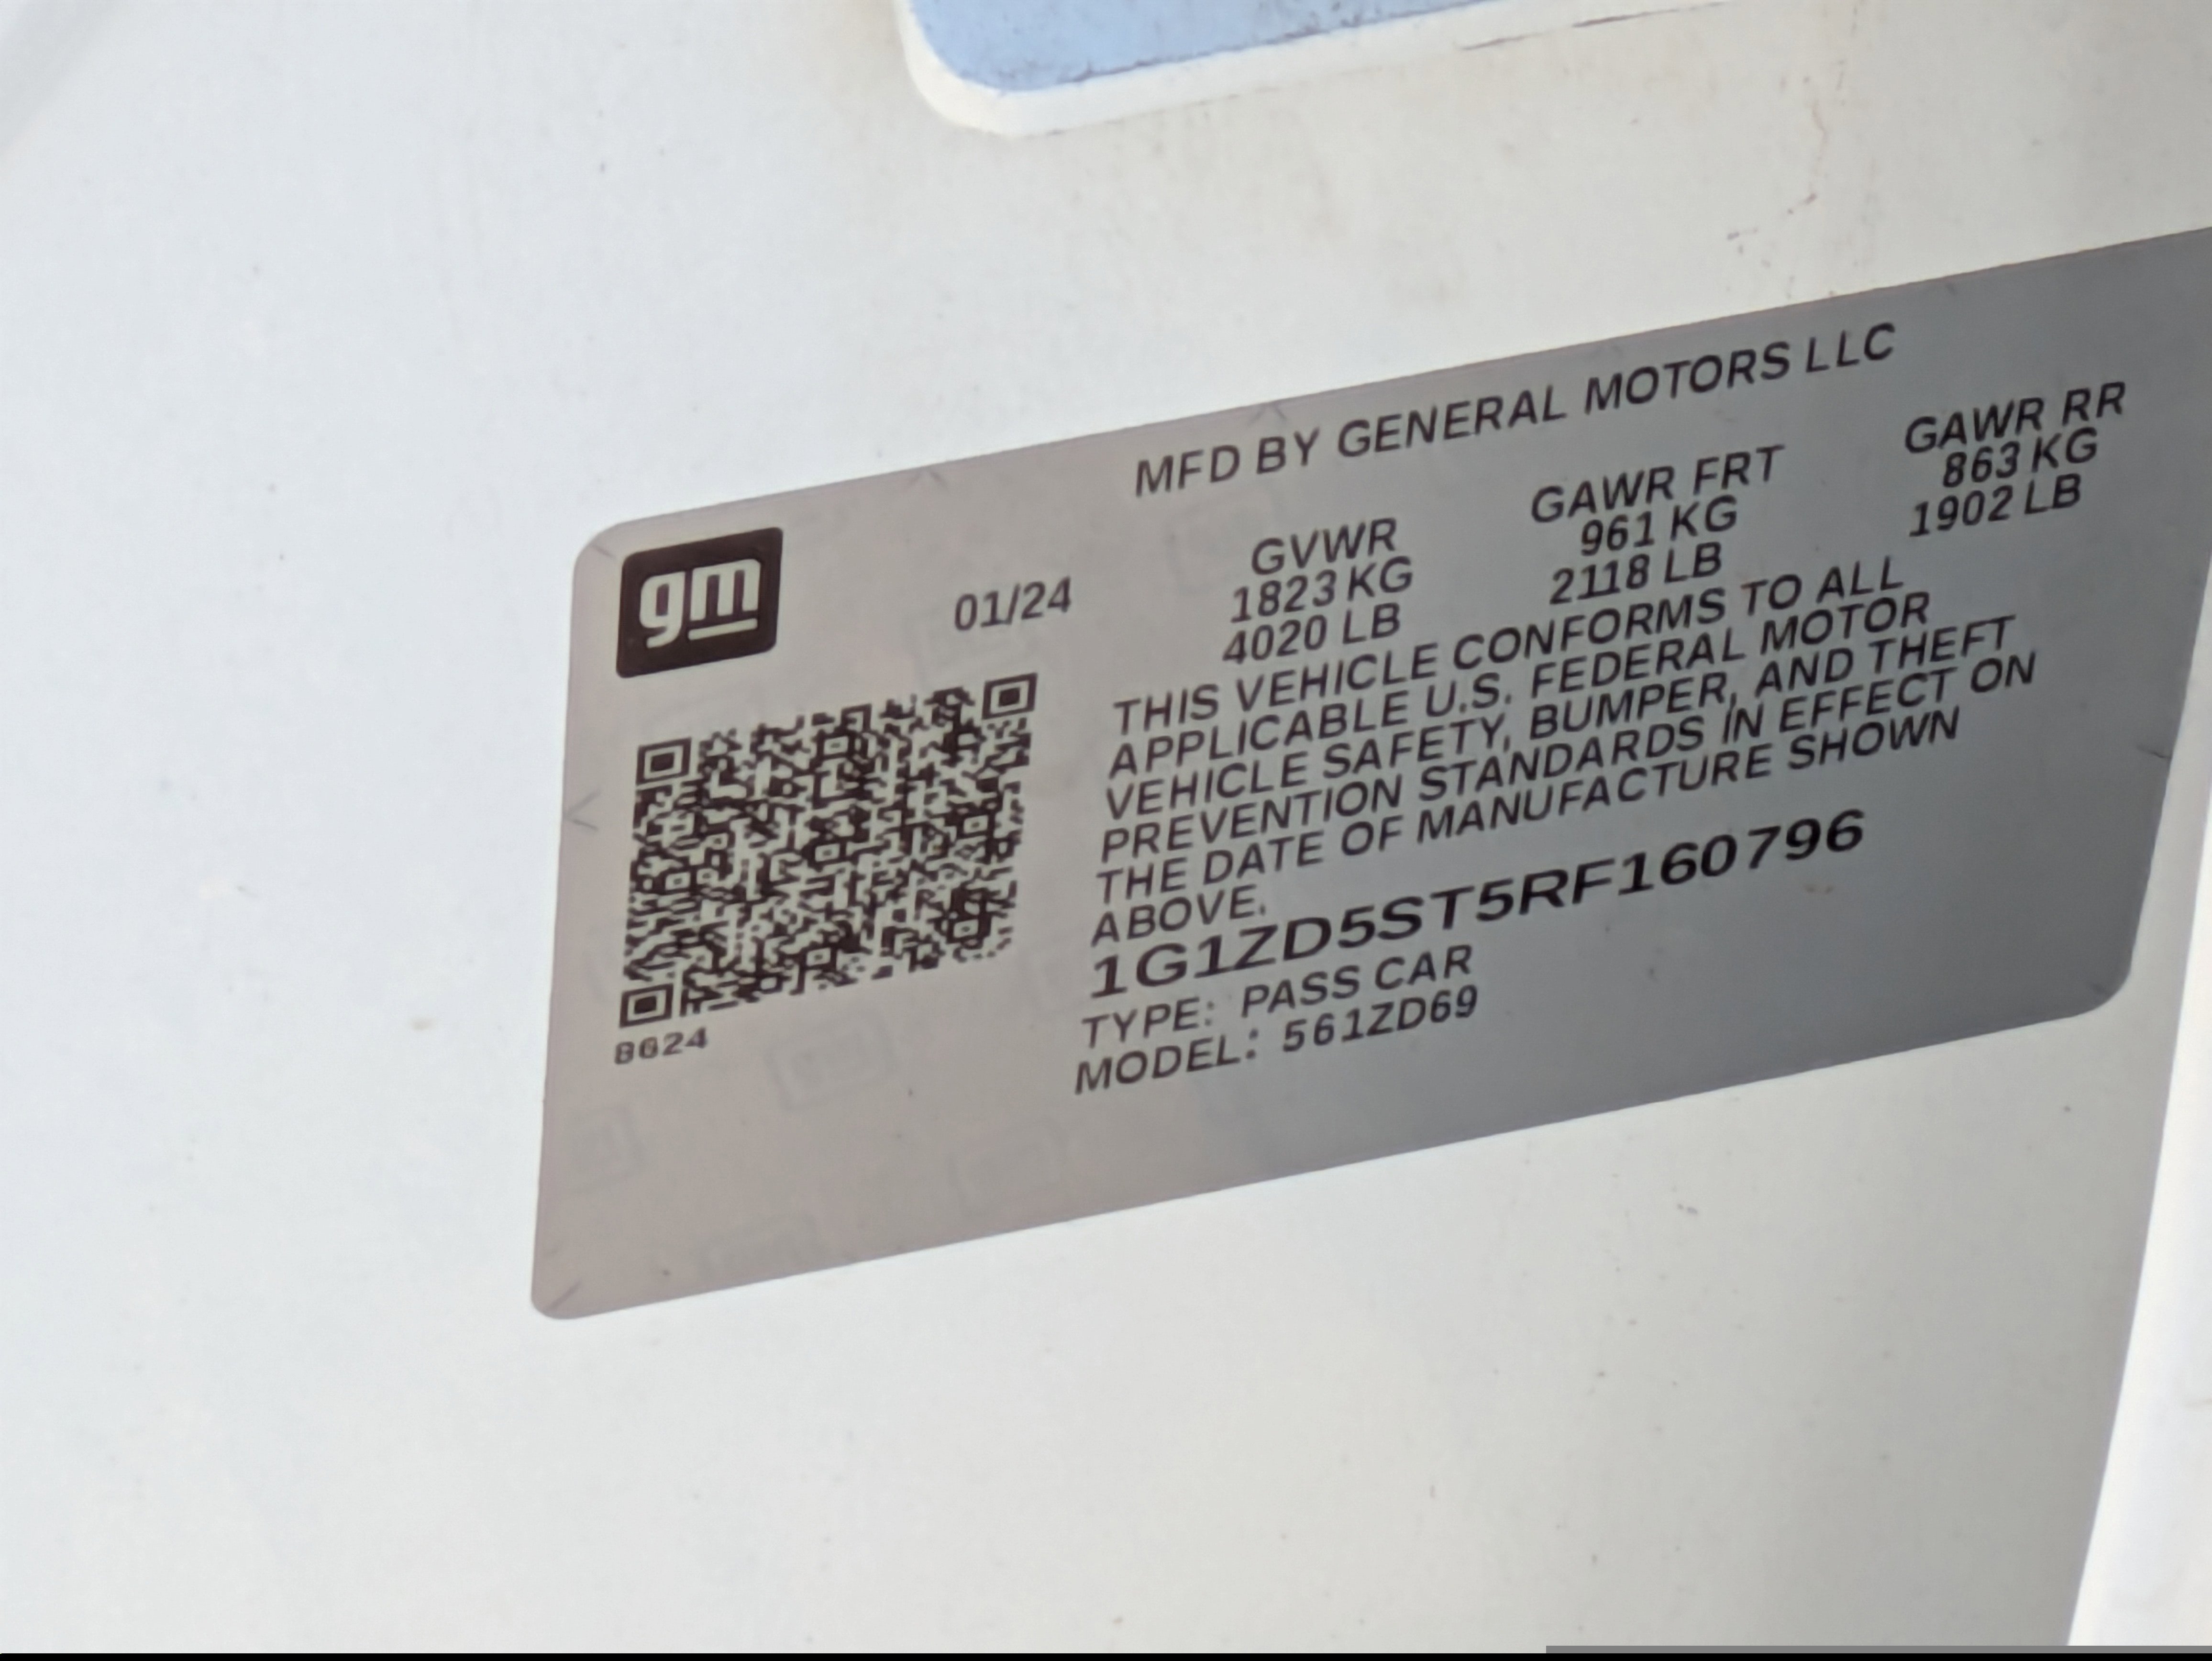 MFD BY GENERAL MOTORS LLC
gm
01/24
GVWR GAWR FRT GAWR RR
1823 KG 961 KG 863 KG
4020 LB 2118 LB 1902 LB
THIS VEHICLE CONFORMS TO ALL
APPLICABLE U.S. FEDERAL MOTOR
VEHICLE SAFETY, BUMPER, AND THEFT
PREVENTION STANDARDS IN EFFECT ON
THE DATE OF MANUFACTURE SHOWN
ABOVE.
1G1ZD5ST5RF160796
TYPE: PASS CAR
MODEL: 561ZD69